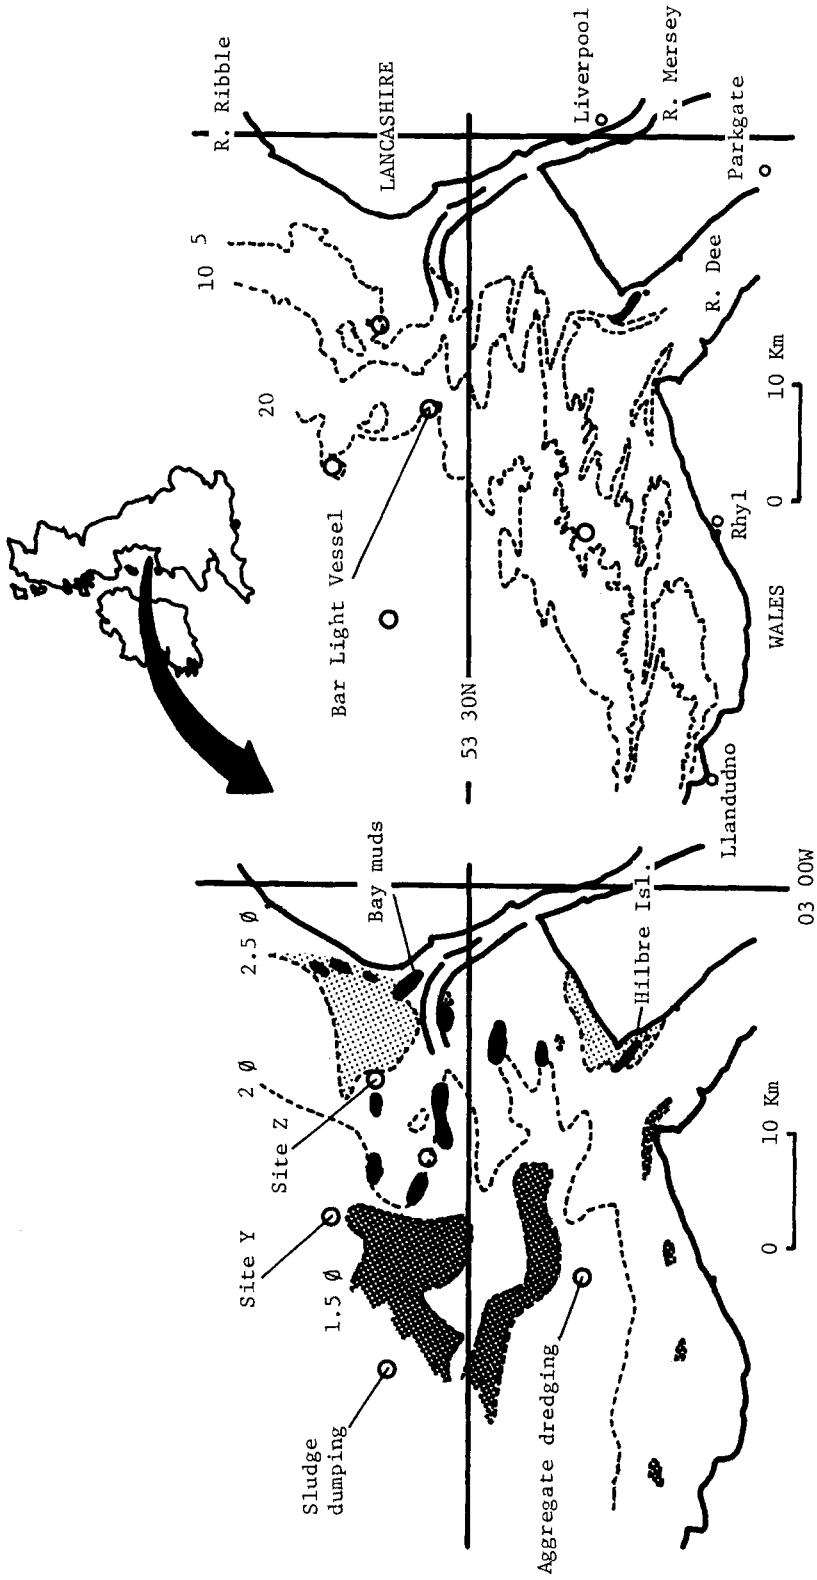 Sludge
dumping
Site Y
Site Z
2 Ø
2.5 Ø
1.5 Ø
Bay muds
Aggregate dredging
0
10 Km
Hilbre Isl.
03 00W
53 30N
Bar Light Vessel
20
10
5
R. Ribble
LANCASHIRE
Liverpool
R. Mersey
Parkgate
R. Dee
Llandudno
WALES
Rhyl
0
10 Km